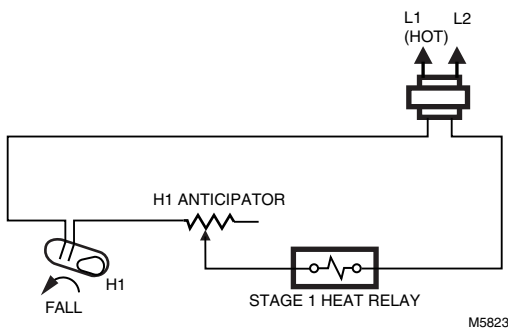 L1 L2
(HOT)
H1 ANTICIPATOR
H1
FALL
STAGE 1 HEAT RELAY
M5823